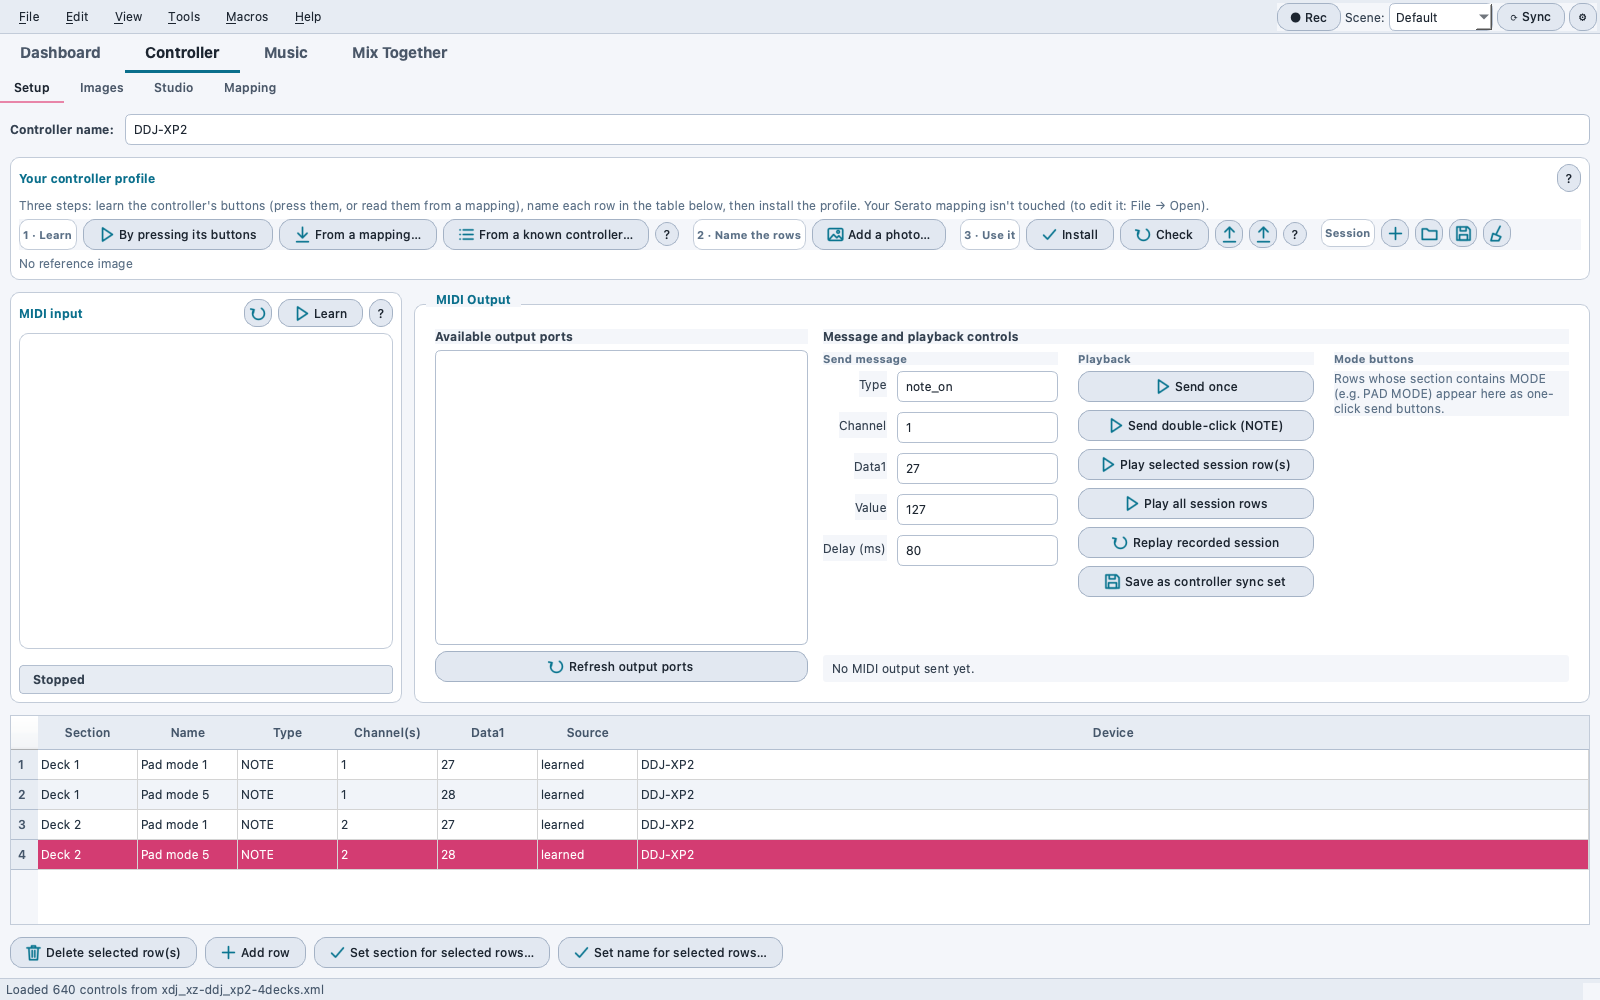 File Edit View Tools Macros Help
Rec Scene: Default Sync
Dashboard Controller Music Mix Together
Setup Images Studio Mapping
Controller name: DDJ-XP2
Your controller profile ?
Three steps: learn the controller's buttons (press them, or read them from a mapping), name each row in the table below, then install the profile. Your Serato mapping isn't touched (to edit it: File → Open).
1 · Learn By pressing its buttons From a mapping... From a known controller... ? 2 · Name the rows Add a photo... 3 · Use it Install Check ? Session
No reference image
MIDI input Learn ?
Stopped
MIDI Output
Available output ports
Refresh output ports
Message and playback controls
Send message
Type note_on
Channel 1
Data1 27
Value 127
Delay (ms) 80
Playback
Send once
Send double-click (NOTE)
Play selected session row(s)
Play all session rows
Replay recorded session
Save as controller sync set
Mode buttons
Rows whose section contains MODE
(e.g. PAD MODE) appear here as one-
click send buttons.
No MIDI output sent yet.
Section Name Type Channel(s) Data1 Source Device
1 Deck 1 Pad mode 1 NOTE 1 27 learned DDJ-XP2
2 Deck 1 Pad mode 5 NOTE 1 28 learned DDJ-XP2
3 Deck 2 Pad mode 1 NOTE 2 27 learned DDJ-XP2
4 Deck 2 Pad mode 5 NOTE 2 28 learned DDJ-XP2
Delete selected row(s) Add row Set section for selected rows... Set name for selected rows...
Loaded 640 controls from xdj_xz-ddj_xp2-4decks.xml